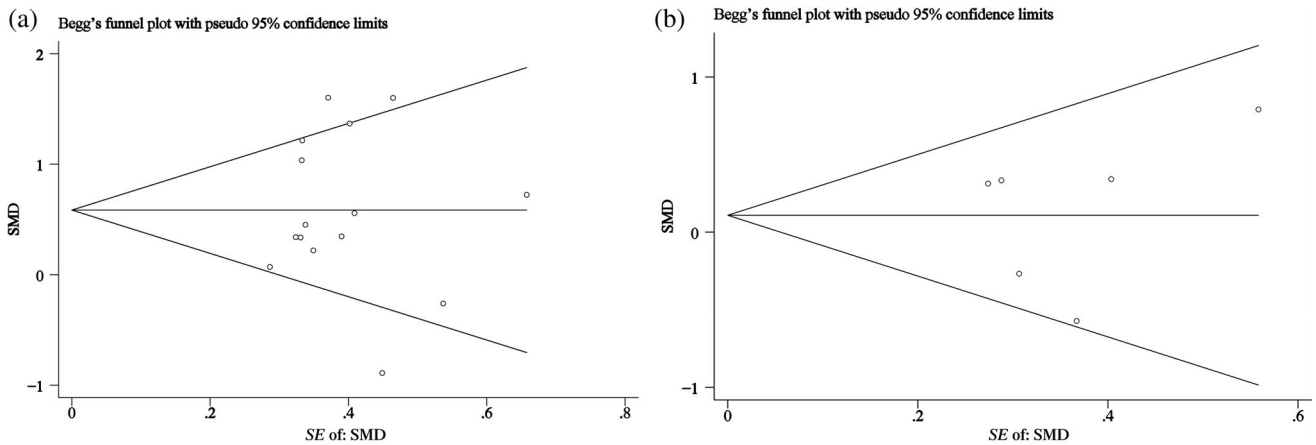 (a)
Begg's funnel plot with pseudo 95% confidence limits
2
1
0
−1
SMD
0
.2
.4
.6
.8
SE of: SMD
(b)
Begg's funnel plot with pseudo 95% confidence limits
1
0
−1
SMD
0
.2
.4
.6
SE of: SMD